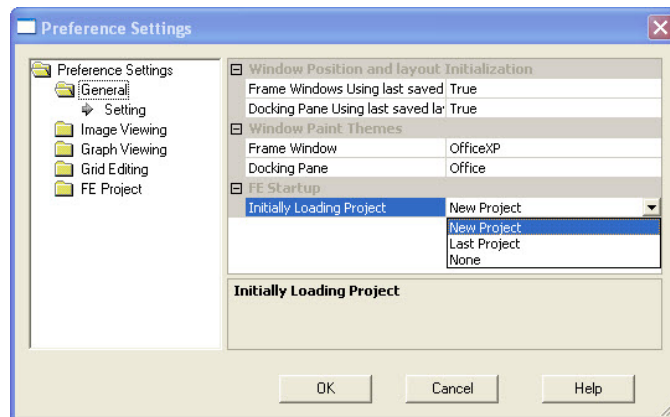 Preference Settings
Preference Settings
General
Setting
Image Viewing
Graph Viewing
Grid Editing
FE Project
Window Position and layout Initialization
Frame Windows Using last saved True
Docking Pane Using last saved la True
Window Paint Themes
Frame Window OfficeXP
Docking Pane Office
FE Startup
Initially Loading Project New Project
New Project
Last Project
None
Initially Loading Project
OK Cancel Help